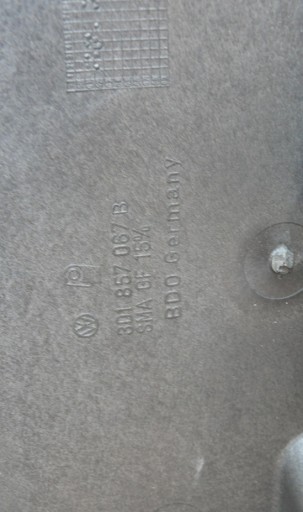 3D1 857 067 B
SMA GF 15%
BDO Germany